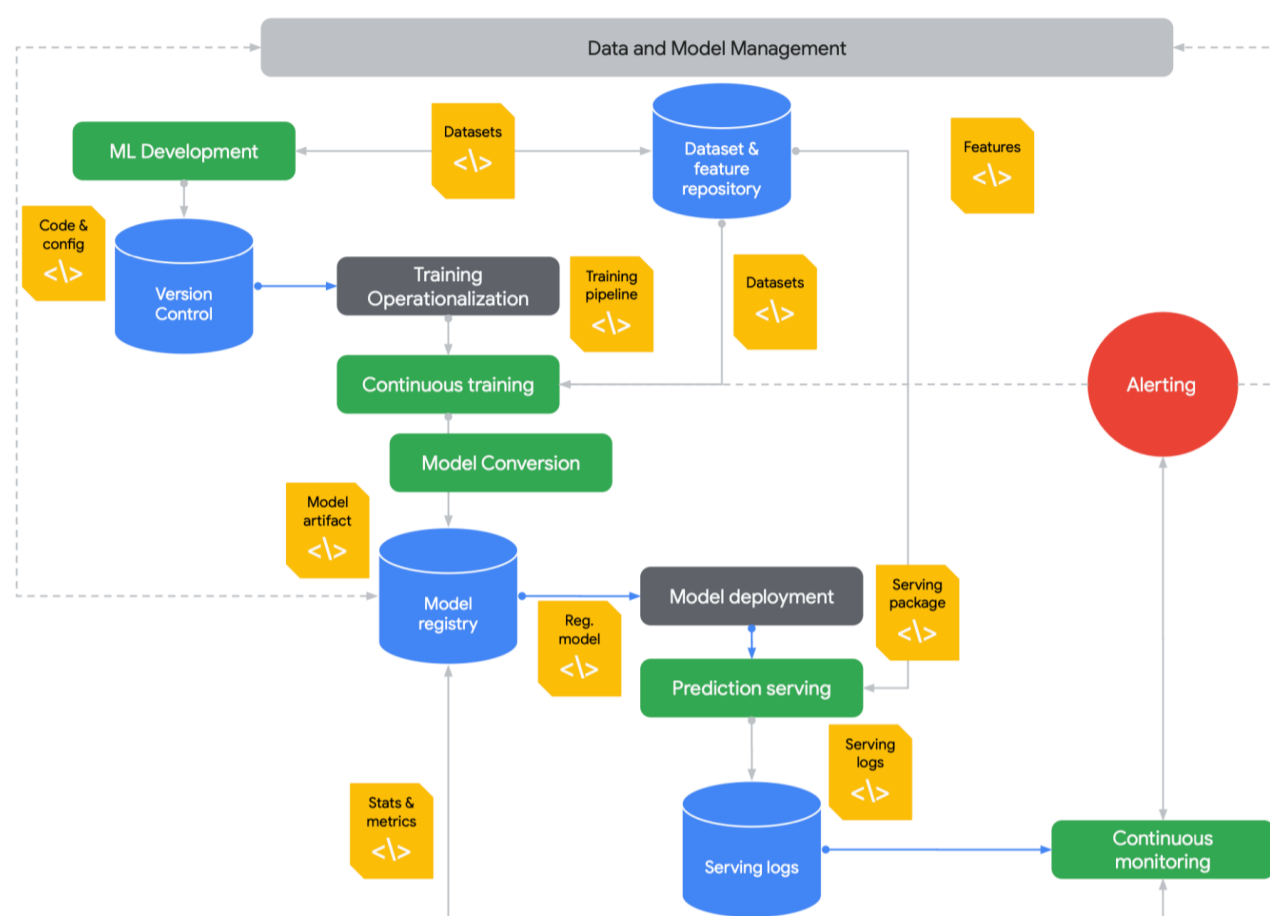 Data and Model Management
ML Development
Datasets
</>
Dataset &
feature
repository
Features
</>
Code &
config
</>
Version
Control
Training
Operationalization
Training
pipeline
</>
Datasets
</>
Continuous training
Alerting
Model Conversion
Model
artifact
</>
Model
registry
Reg.
model
</>
Model deployment
Serving
package
</>
Prediction serving
Serving
logs
</>
Stats &
metrics
</>
Serving logs
Continuous
monitoring